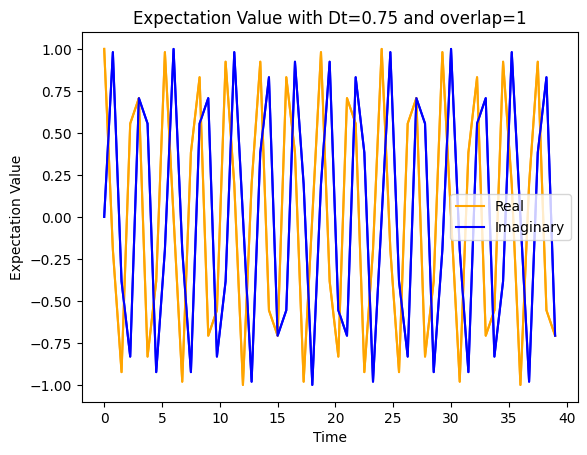 Expectation Value with Dt=0.75 and overlap=1
1.00
0.75
0.50
0.25
0.00
−0.25
−0.50
−0.75
−1.00
Expectation Value
Real
Imaginary
0 5 10 15 20 25 30 35 40
Time